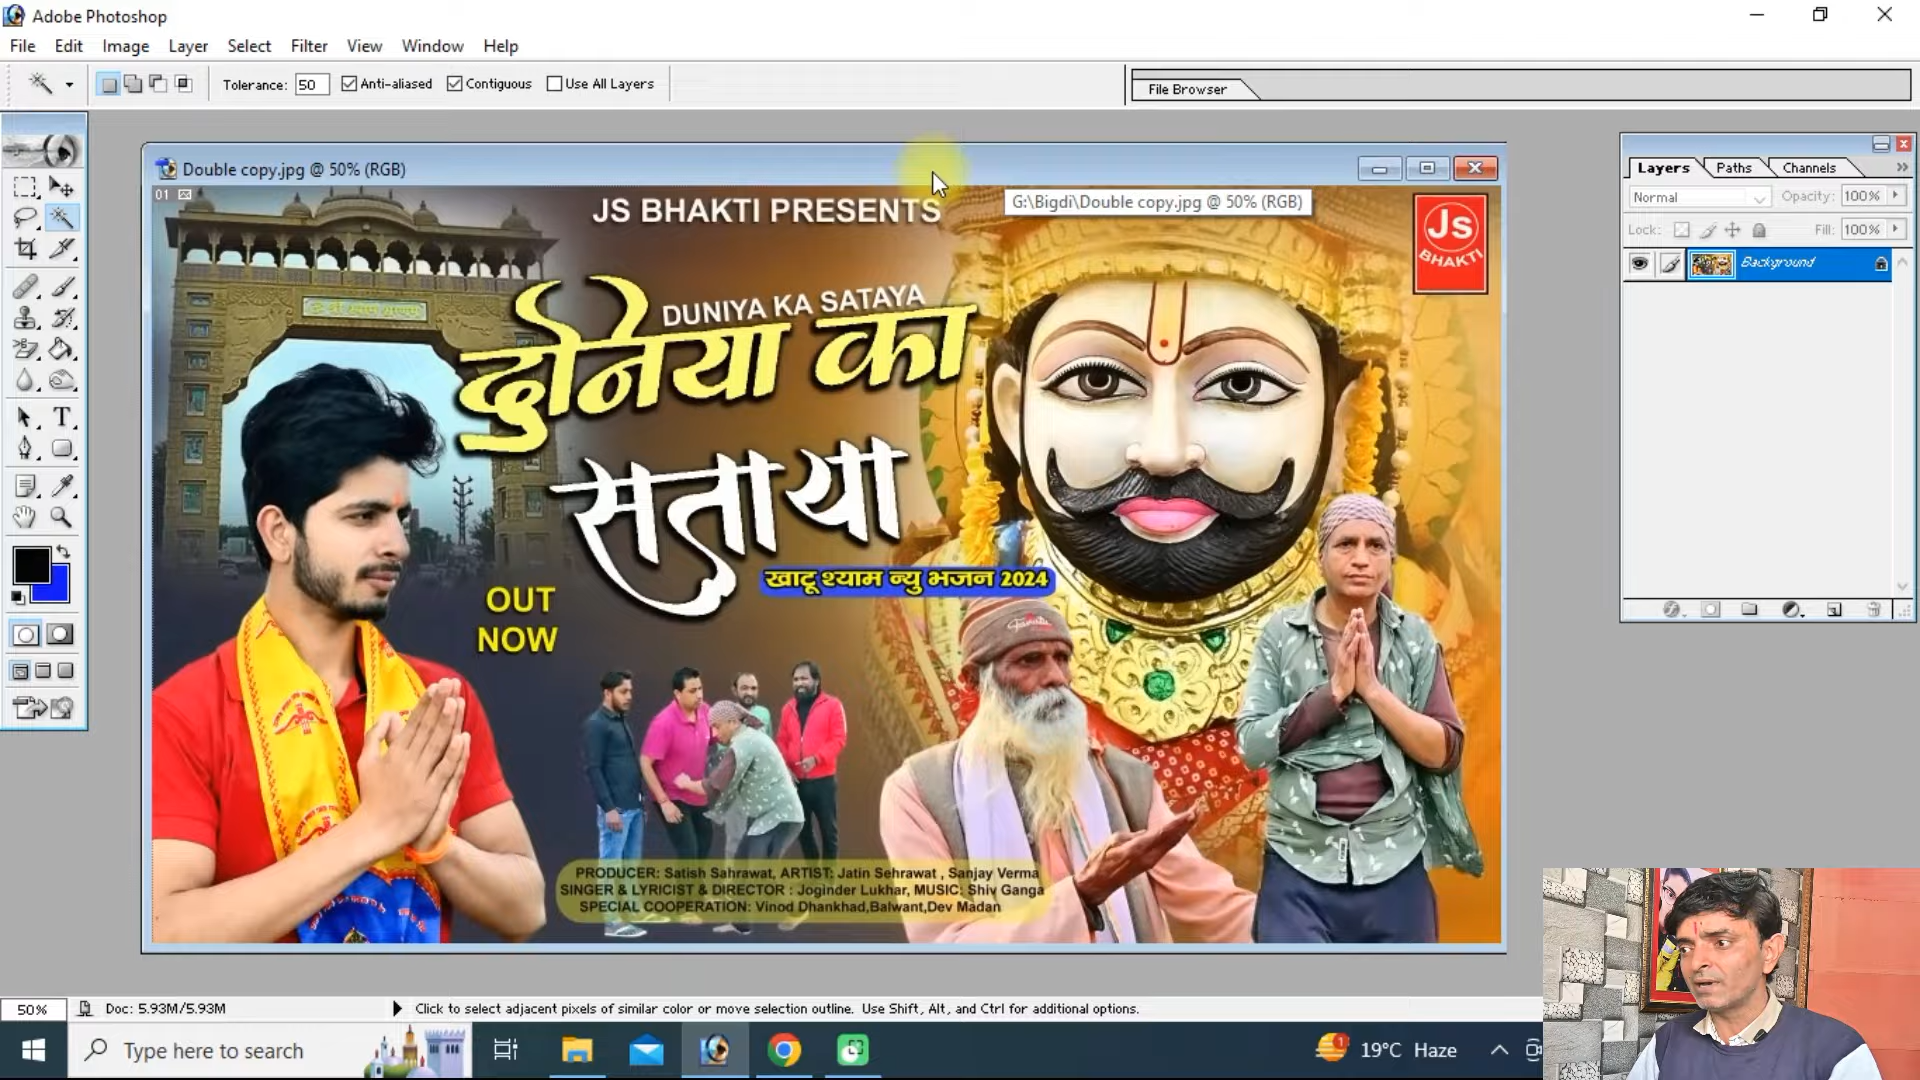 Adobe Photoshop
File Edit Image Layer Select Filter View Window Help
Tolerance: 50 Anti-aliased Contiguous Use All Layers
File Browser
Double copy.jpg @ 50% (RGB)
G:\Bigdi\Double copy.jpg @ 50% (RGB)
01
JS BHAKTI PRESENTS
Js
BHAKTI
DUNIYA KA SATAYA
दुनिया का
सताया
खाटू श्याम न्यु भजन 2024
OUT
NOW
PRODUCER: Satish Sahrawat, ARTIST: Jatin Sehrawat , Sanjay Verma
SINGER & LYRICIST & DIRECTOR : Joginder Lukhar, MUSIC: Shiv Ganga
SPECIAL COOPERATION: Vinod Dhankhad,Balwant,Dev Madan
Layers Paths Channels
Normal Opacity: 100%
Lock: Fill: 100%
Background
50% Doc: 5.93M/5.93M Click to select adjacent pixels of similar color or move selection outline. Use Shift, Alt, and Ctrl for additional options.
Type here to search
1 19°C Haze